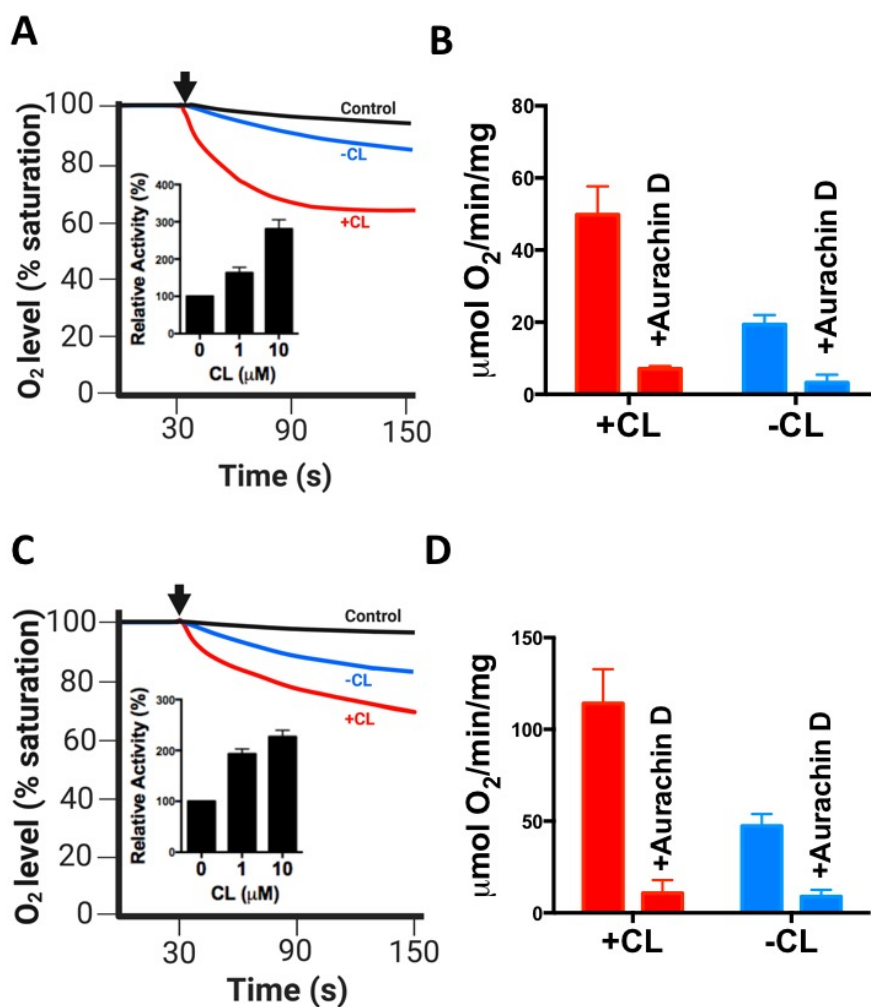 A
O2 level (% saturation)
100
80
60
40
20
0
30
90
150
Time (s)
Control
-CL
+CL
Relative Activity (%)
400
300
200
100
0
0
1
10
CL (μM)
B
μmol O2/min/mg
80
60
40
20
0
+Aurachin D
+Aurachin D
+CL
-CL
C
O2 level (% saturation)
100
80
60
40
20
0
30
90
150
Time (s)
Control
-CL
+CL
Relative Activity (%)
300
200
100
0
0
1
10
CL (μM)
D
μmol O2/min/mg
150
100
50
0
+Aurachin D
+Aurachin D
+CL
-CL